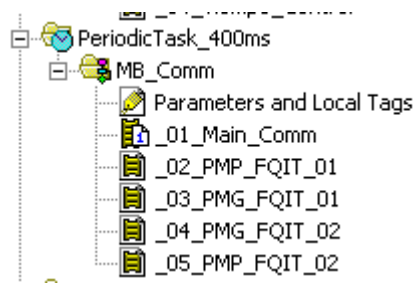 PeriodicTask_400ms
MB_Comm
Parameters and Local Tags
_01_Main_Comm
_02_PMP_FQIT_01
_03_PMG_FQIT_01
_04_PMG_FQIT_02
_05_PMP_FQIT_02